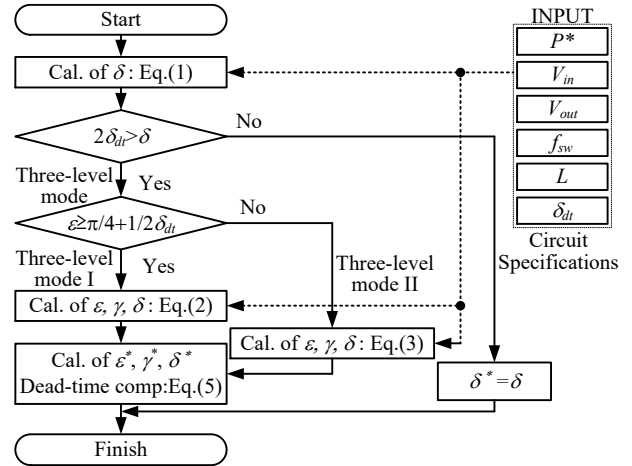 Start
INPUT
P*
Cal. of δ : Eq.(1)
V_in
V_out
2δ_dt>δ
No
f_sw
Three-level
mode
Yes
L
ε≥π/4+1/2δ_dt
No
δ_dt
Circuit
Specifications
Three-level
mode I
Yes
Three-level
mode II
Cal. of ε, γ, δ : Eq.(2)
Cal. of ε, γ, δ : Eq.(3)
Cal. of ε*, γ*, δ*
Dead-time comp:Eq.(5)
δ*=δ
Finish